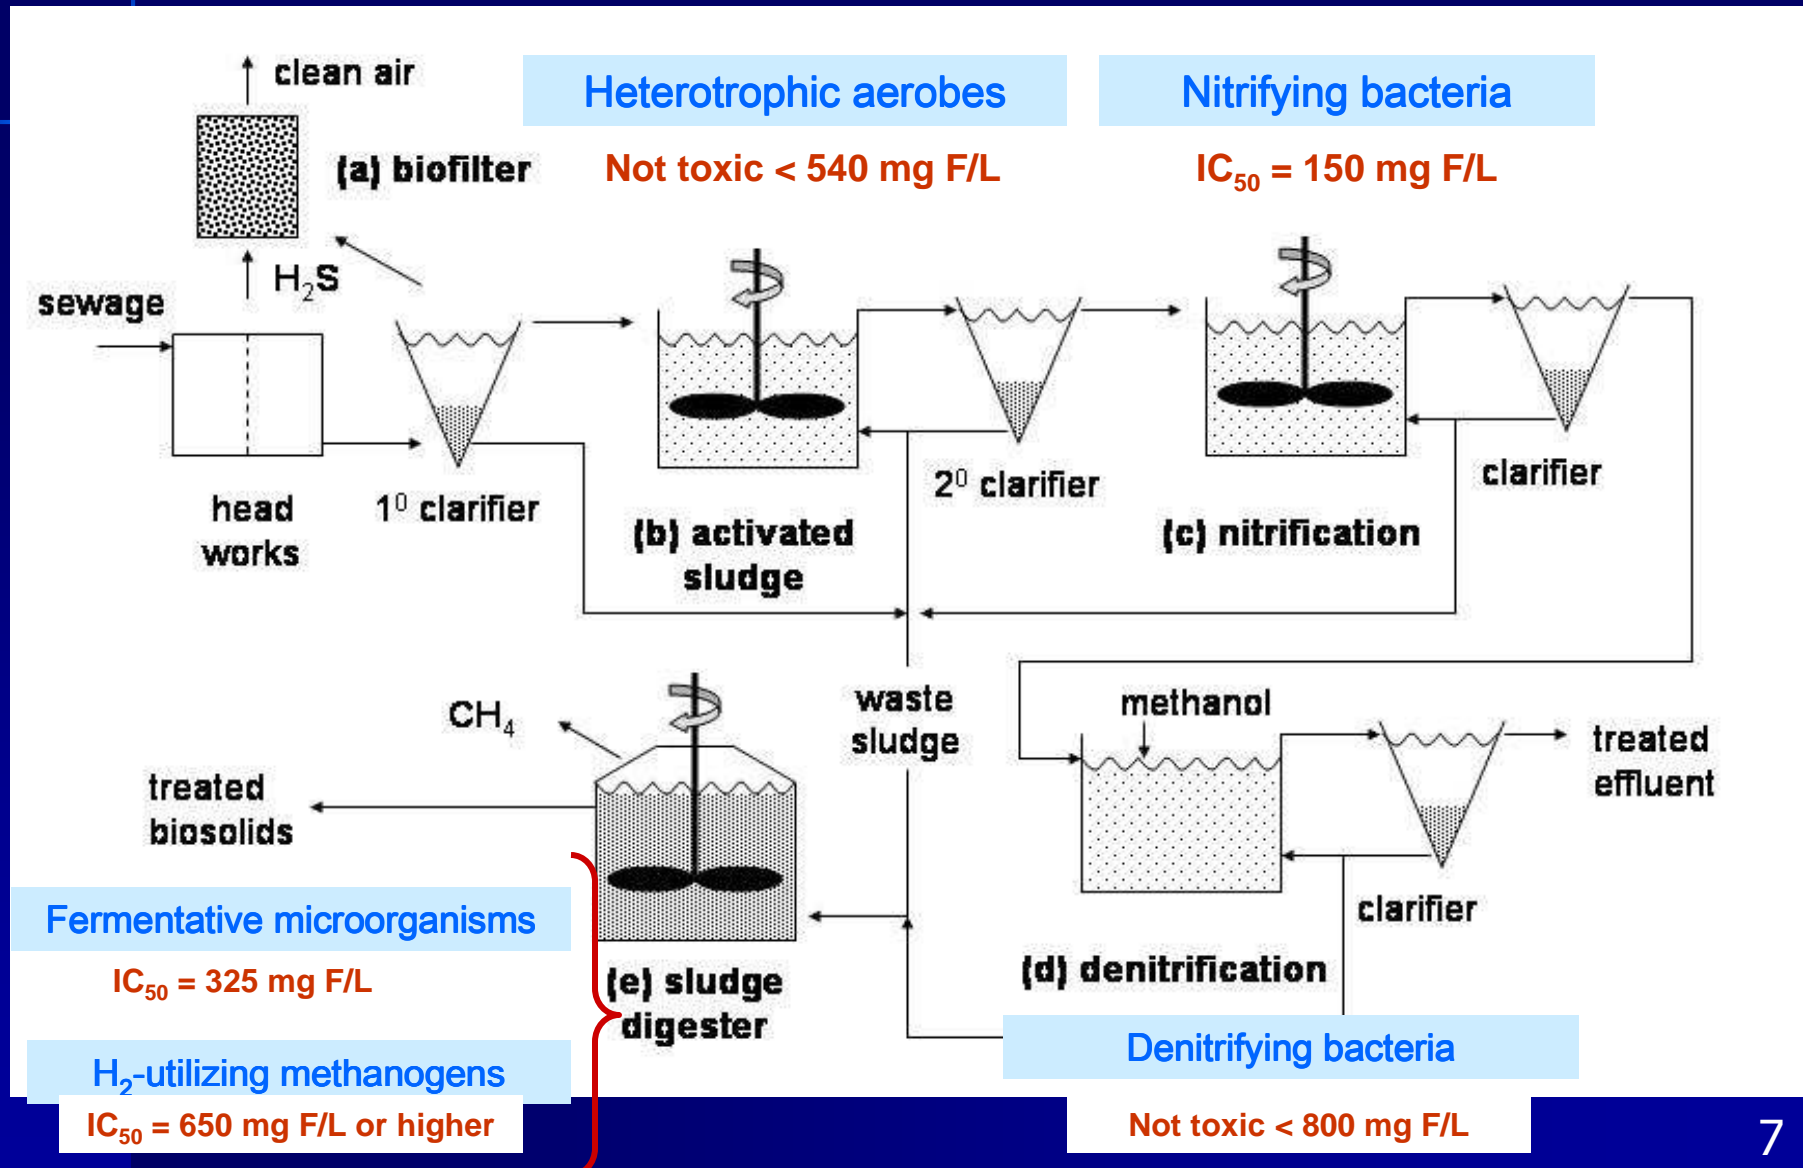 clean air
Heterotrophic aerobes
Nitrifying bacteria
(a) biofilter
Not toxic < 540 mg F/L
IC50 = 150 mg F/L
H2S
sewage
head
works
1⁰ clarifier
(b) activated
sludge
2⁰ clarifier
(c) nitrification
clarifier
CH4
waste
sludge
methanol
treated
effluent
treated
biosolids
clarifier
Fermentative microorganisms
IC50 = 325 mg F/L
(e) sludge
digester
(d) denitrification
H2-utilizing methanogens
IC50 = 650 mg F/L or higher
Denitrifying bacteria
Not toxic < 800 mg F/L
7